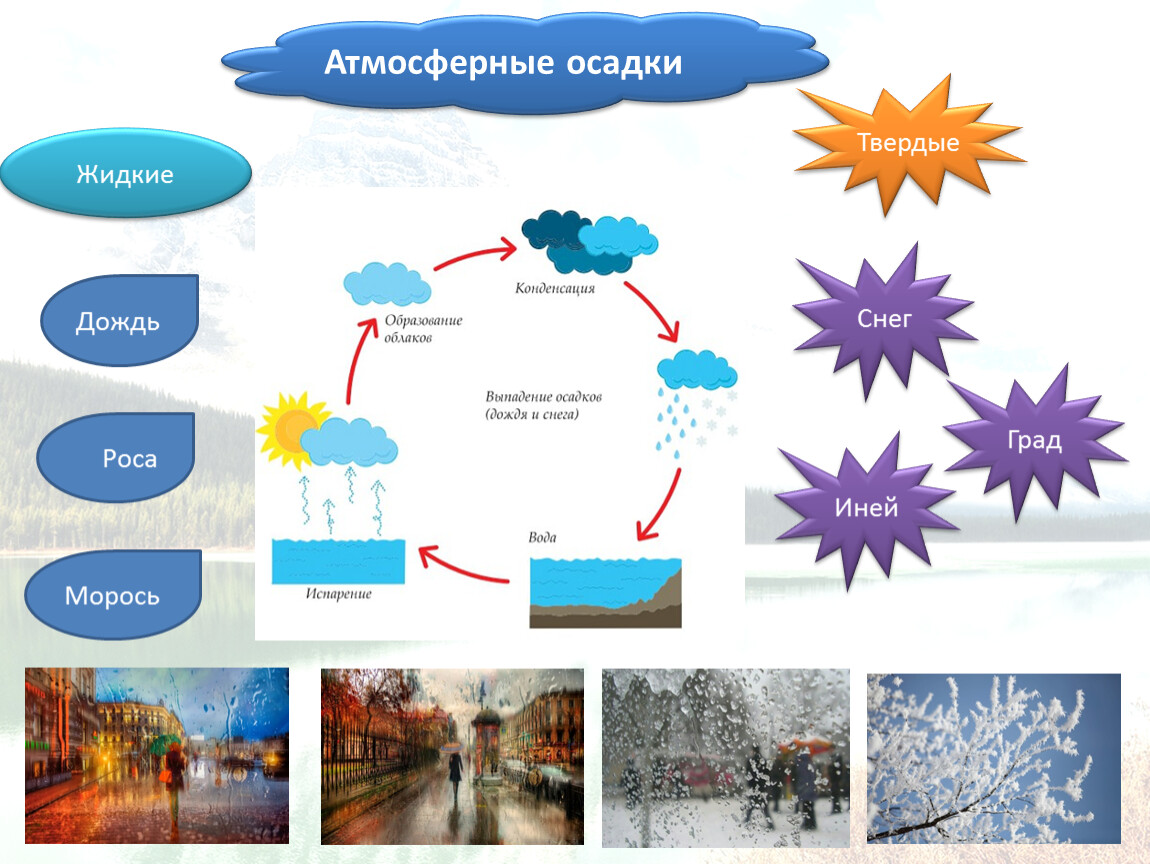 Атмосферные осадки
Жидкие
Твердые
Дождь
Роса
Морось
Конденсация
Образование
облаков
Выпадение осадков
(дождя и снега)
Вода
Испарение
Снег
Град
Иней